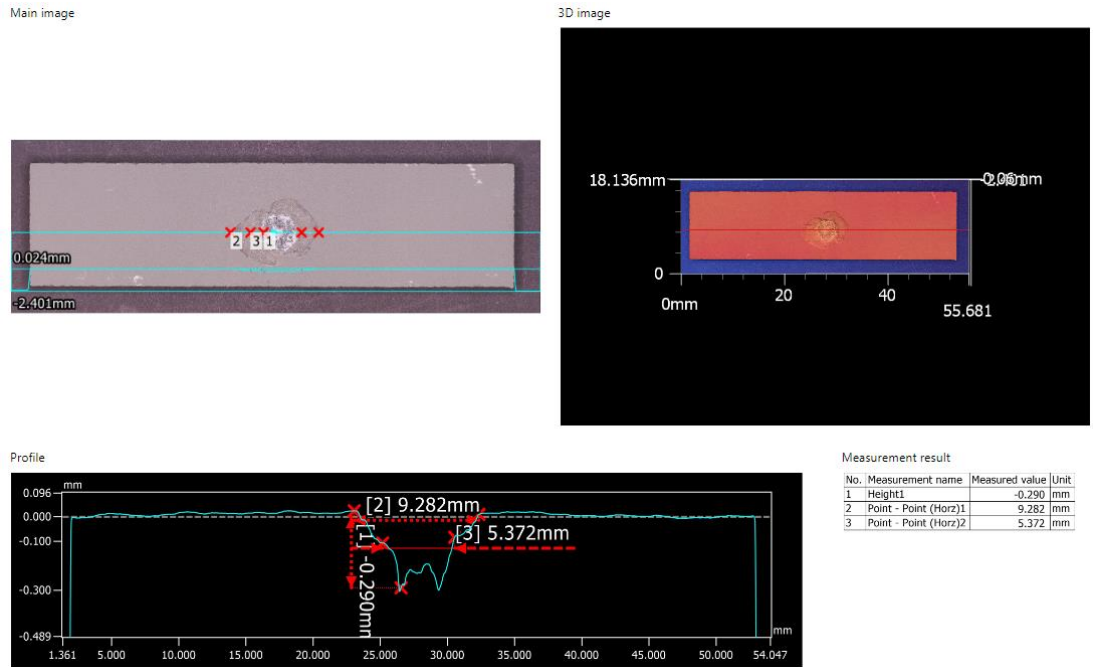 Main image
3D image
2 3 1
0.024mm
-2.401mm
18.136mm
0
0mm
20
40
55.681
Profile
mm
0.096
0.000
-0.100
-0.300
-0.489
[2] 9.282mm
[3] 5.372mm
[1] -0.290mm
mm
1.361 5.000 10.000 15.000 20.000 25.000 30.000 35.000 40.000 45.000 50.000 54.047
Measurement result
No. Measurement name Measured value Unit
1 Height1 -0.290 mm
2 Point - Point (Horz)1 9.282 mm
3 Point - Point (Horz)2 5.372 mm